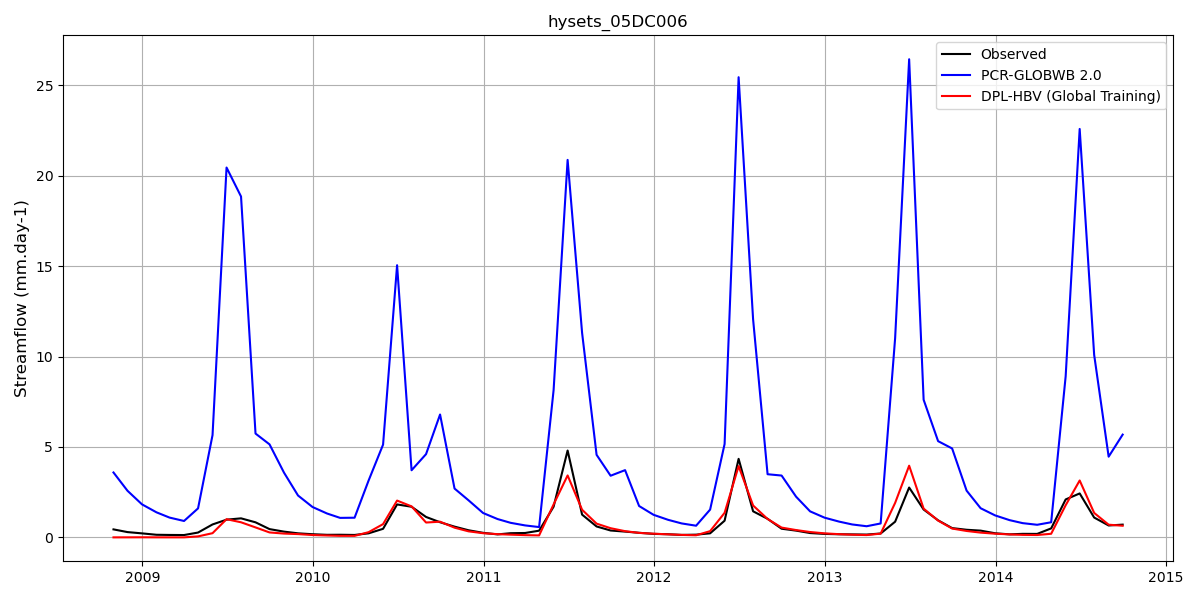 hysets_05DC006
Observed
PCR-GLOBWB 2.0
DPL-HBV (Global Training)
Streamflow (mm.day-1)
25
20
15
10
5
0
2009 2010 2011 2012 2013 2014 2015